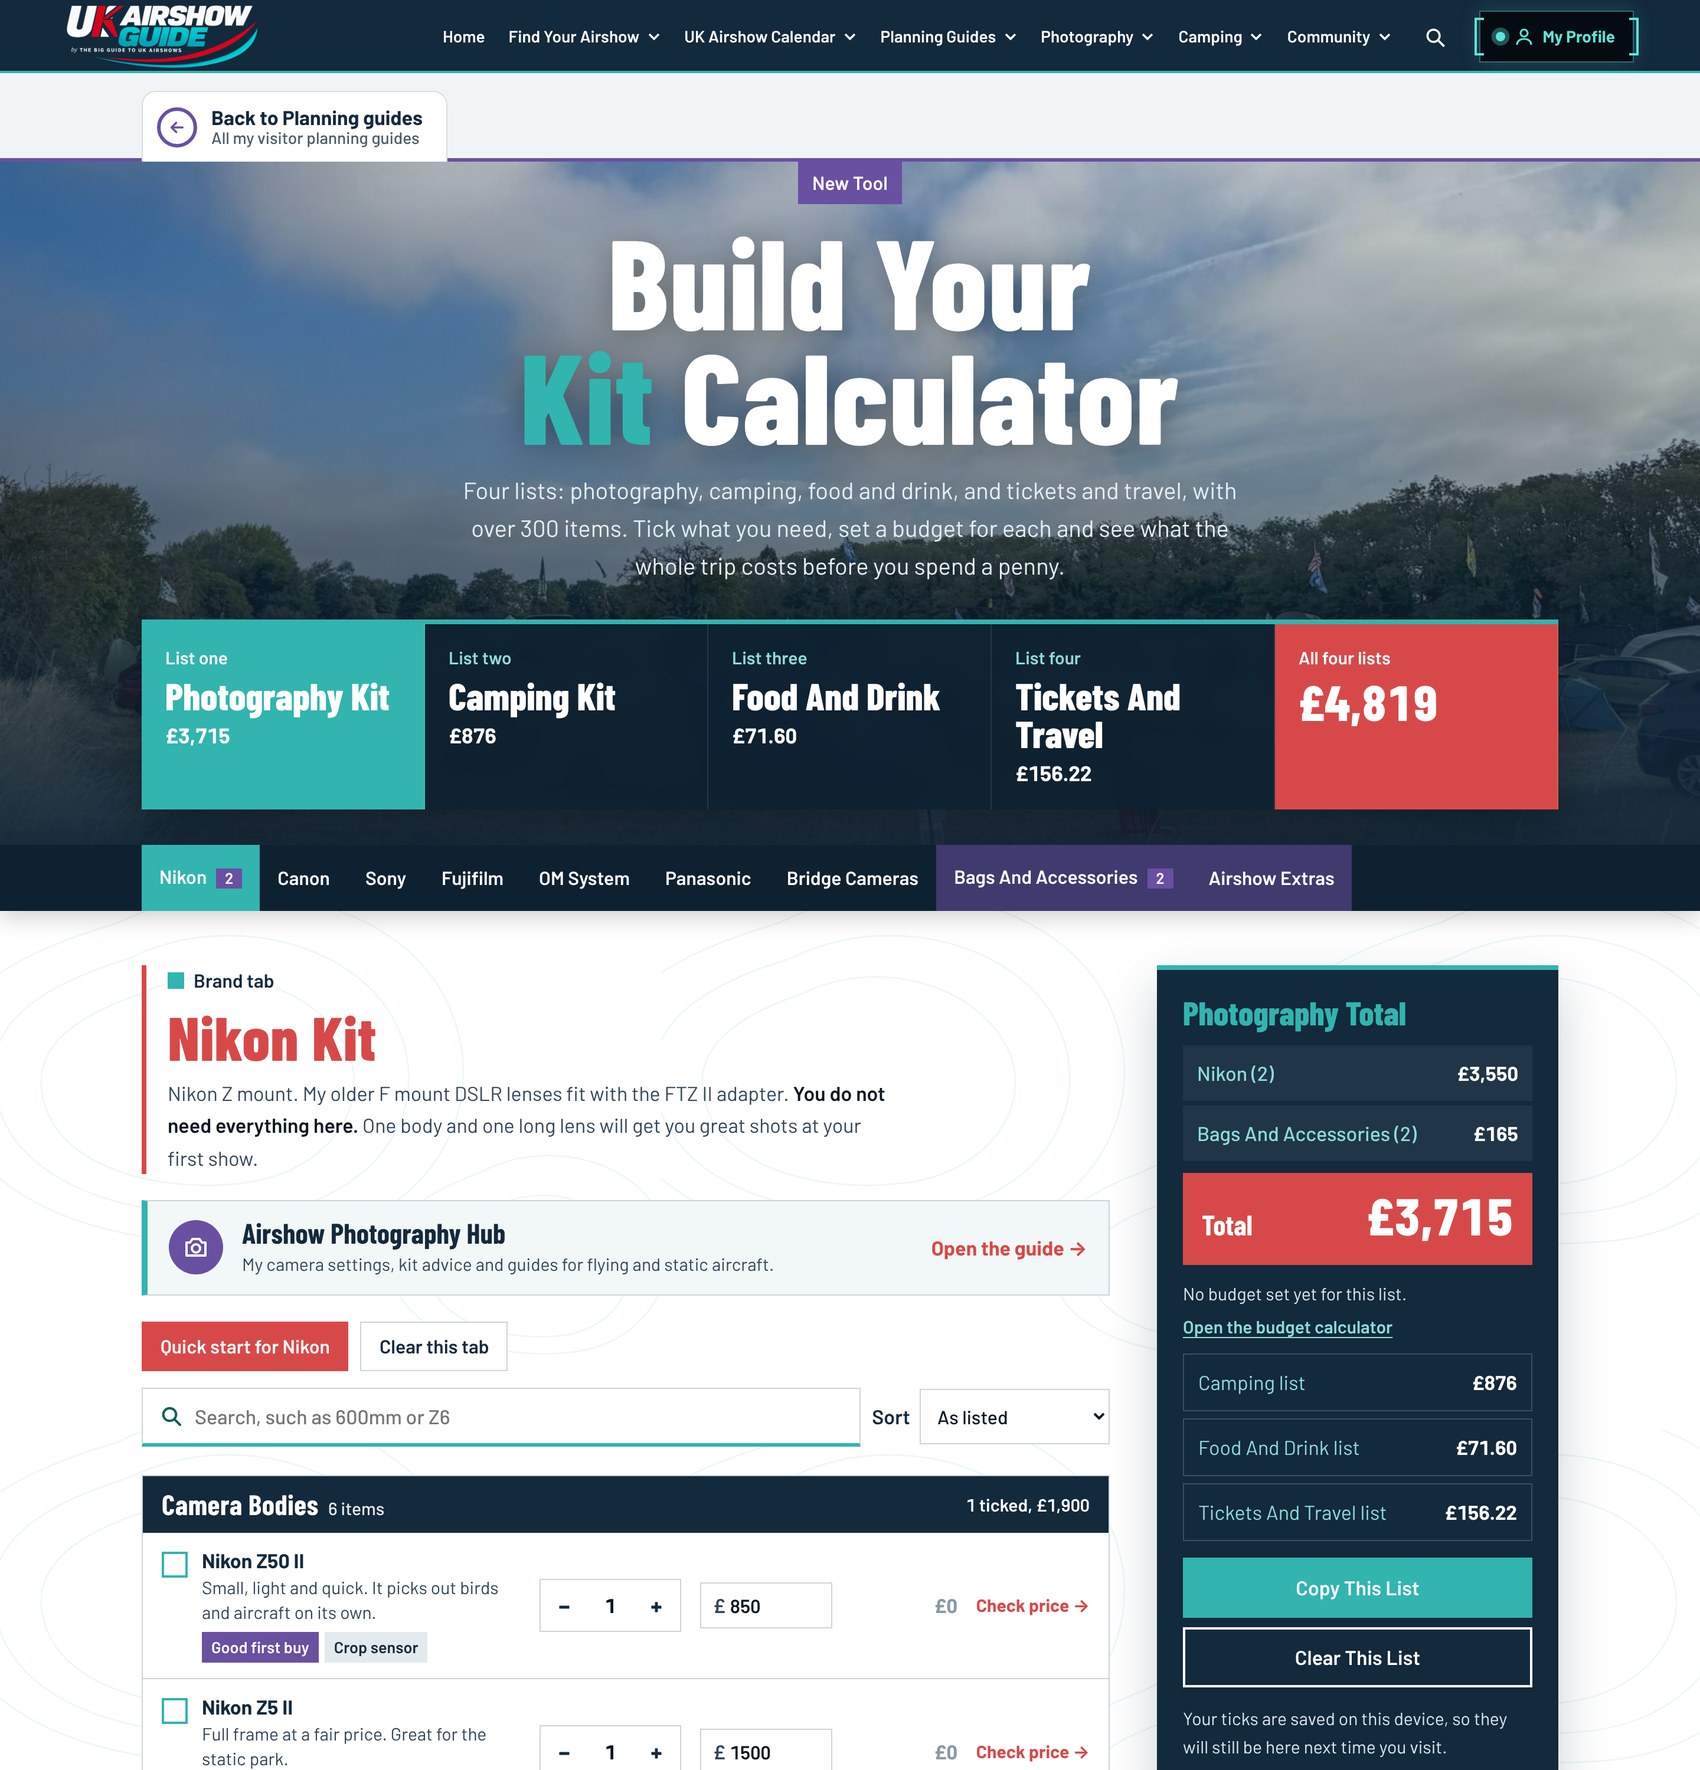 UK AIRSHOW
GUIDE
by THE BIG GUIDE TO UK AIRSHOWS
Home
Find Your Airshow
UK Airshow Calendar
Planning Guides
Photography
Camping
Community
My Profile
Back to Planning guides
All my visitor planning guides
New Tool
Build Your
Kit Calculator
Four lists: photography, camping, food and drink, and tickets and travel, with
over 300 items. Tick what you need, set a budget for each and see what the
whole trip costs before you spend a penny.
List one
Photography Kit
£3,715
List two
Camping Kit
£876
List three
Food And Drink
£71.60
List four
Tickets And
Travel
£156.22
All four lists
£4,819
Nikon 2
Canon
Sony
Fujifilm
OM System
Panasonic
Bridge Cameras
Bags And Accessories 2
Airshow Extras
Brand tab
Nikon Kit
Nikon Z mount. My older F mount DSLR lenses fit with the FTZ II adapter. You do not
need everything here. One body and one long lens will get you great shots at your
first show.
Airshow Photography Hub
My camera settings, kit advice and guides for flying and static aircraft.
Open the guide →
Quick start for Nikon
Clear this tab
Search, such as 600mm or Z6
Sort
As listed
Camera Bodies 6 items
1 ticked, £1,900
Nikon Z50 II
Small, light and quick. It picks out birds
and aircraft on its own.
Good first buy
Crop sensor
− 1 +
£ 850
£0
Check price →
Nikon Z5 II
Full frame at a fair price. Great for the
static park.
− 1 +
£ 1500
£0
Check price →
Photography Total
Nikon (2) £3,550
Bags And Accessories (2) £165
Total £3,715
No budget set yet for this list.
Open the budget calculator
Camping list £876
Food And Drink list £71.60
Tickets And Travel list £156.22
Copy This List
Clear This List
Your ticks are saved on this device, so they
will still be here next time you visit.